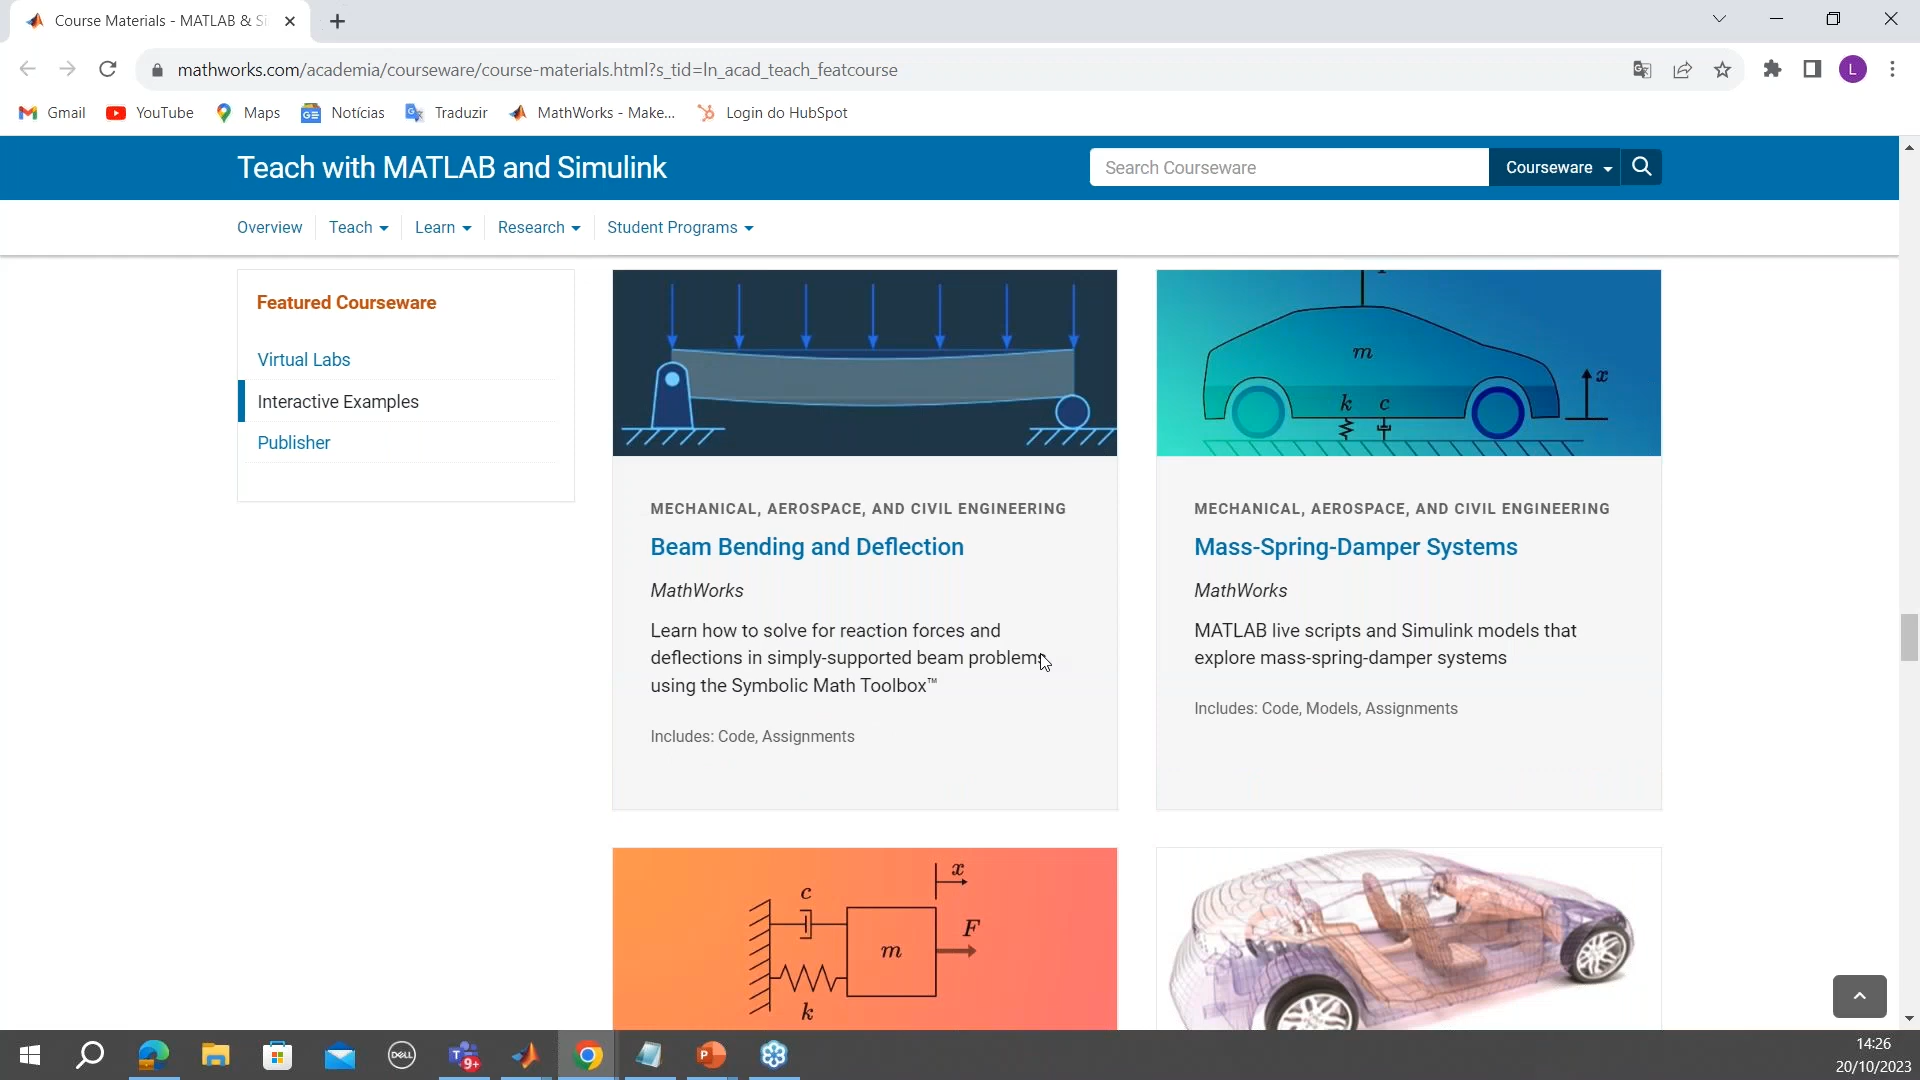 Course Materials - MATLAB & Si
mathworks.com/academia/courseware/course-materials.html?s_tid=ln_acad_teach_featcourse
L
Gmail
YouTube
Maps
Notícias
Traduzir
MathWorks - Make...
Login do HubSpot
Teach with MATLAB and Simulink
Search Courseware
Courseware
Overview
Teach
Learn
Research
Student Programs
Featured Courseware
Virtual Labs
Interactive Examples
Publisher
m
k c
x
MECHANICAL, AEROSPACE, AND CIVIL ENGINEERING
Beam Bending and Deflection
MathWorks
Learn how to solve for reaction forces and
deflections in simply-supported beam problems
using the Symbolic Math Toolbox™
Includes: Code, Assignments
MECHANICAL, AEROSPACE, AND CIVIL ENGINEERING
Mass-Spring-Damper Systems
MathWorks
MATLAB live scripts and Simulink models that
explore mass-spring-damper systems
Includes: Code, Models, Assignments
x
c
F
m
k
DELL
T
9+
P
14:26
20/10/2023